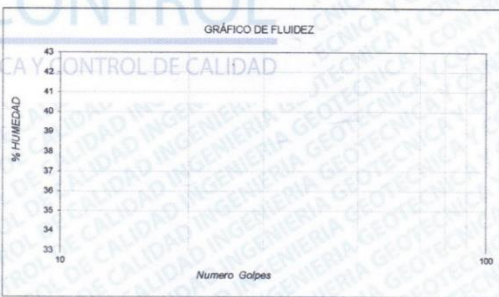 CONTROL
GRÁFICO DE FLUIDEZ
CA Y CONTROL DE CALIDAD
% HUMEDAD
43
42
41
40
39
38
37
36
35
34
33
10
100
Numero Golpes